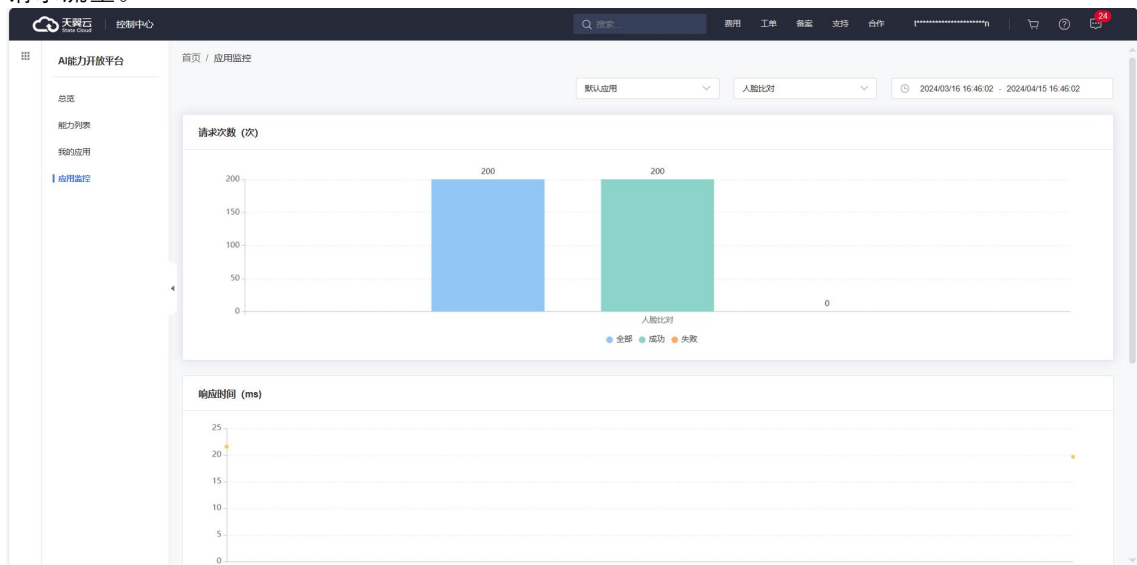 请求流量。
天翼云 State Cloud 控制中心 搜索... 费用 工单 备案 支持 合作 t**********************n 24
AI能力开放平台
总览
能力列表
我的应用
应用监控
首页 / 应用监控
默认应用 人脸比对 2024/03/16 16:46:02 - 2024/04/15 16:46:02
请求次数 (次)
200
150
100
50
0
200 200 0
人脸比对
全部 成功 失败
响应时间 (ms)
25
20
15
10
5
0